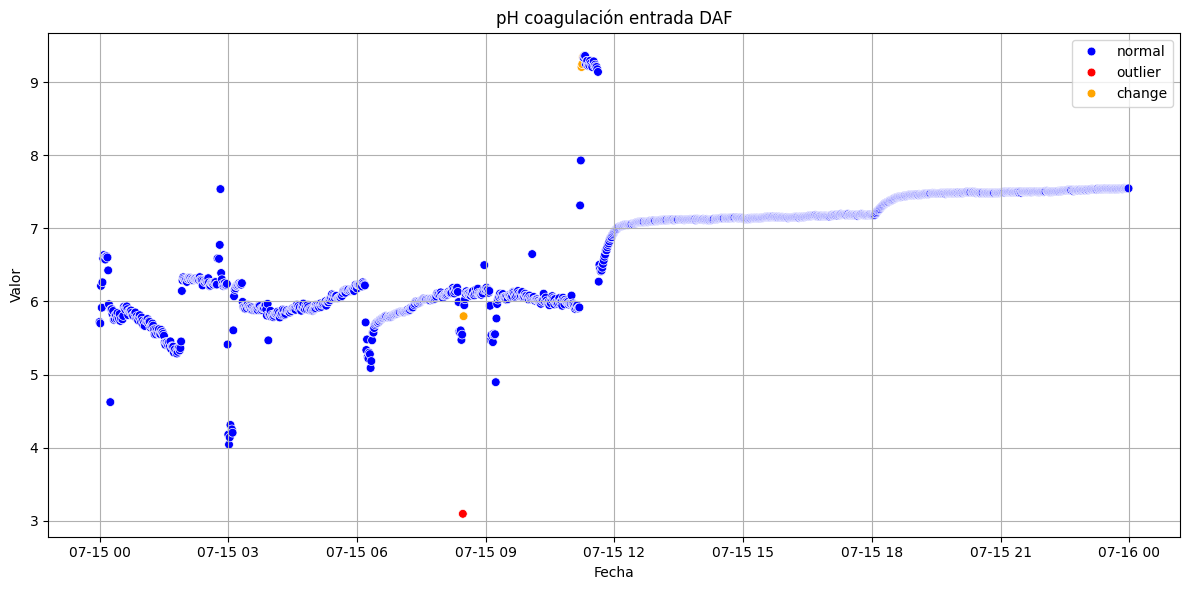 pH coagulación entrada DAF
normal
outlier
change
Valor
9
8
7
6
5
4
3
07-15 00
07-15 03
07-15 06
07-15 09
07-15 12
07-15 15
07-15 18
07-15 21
07-16 00
Fecha